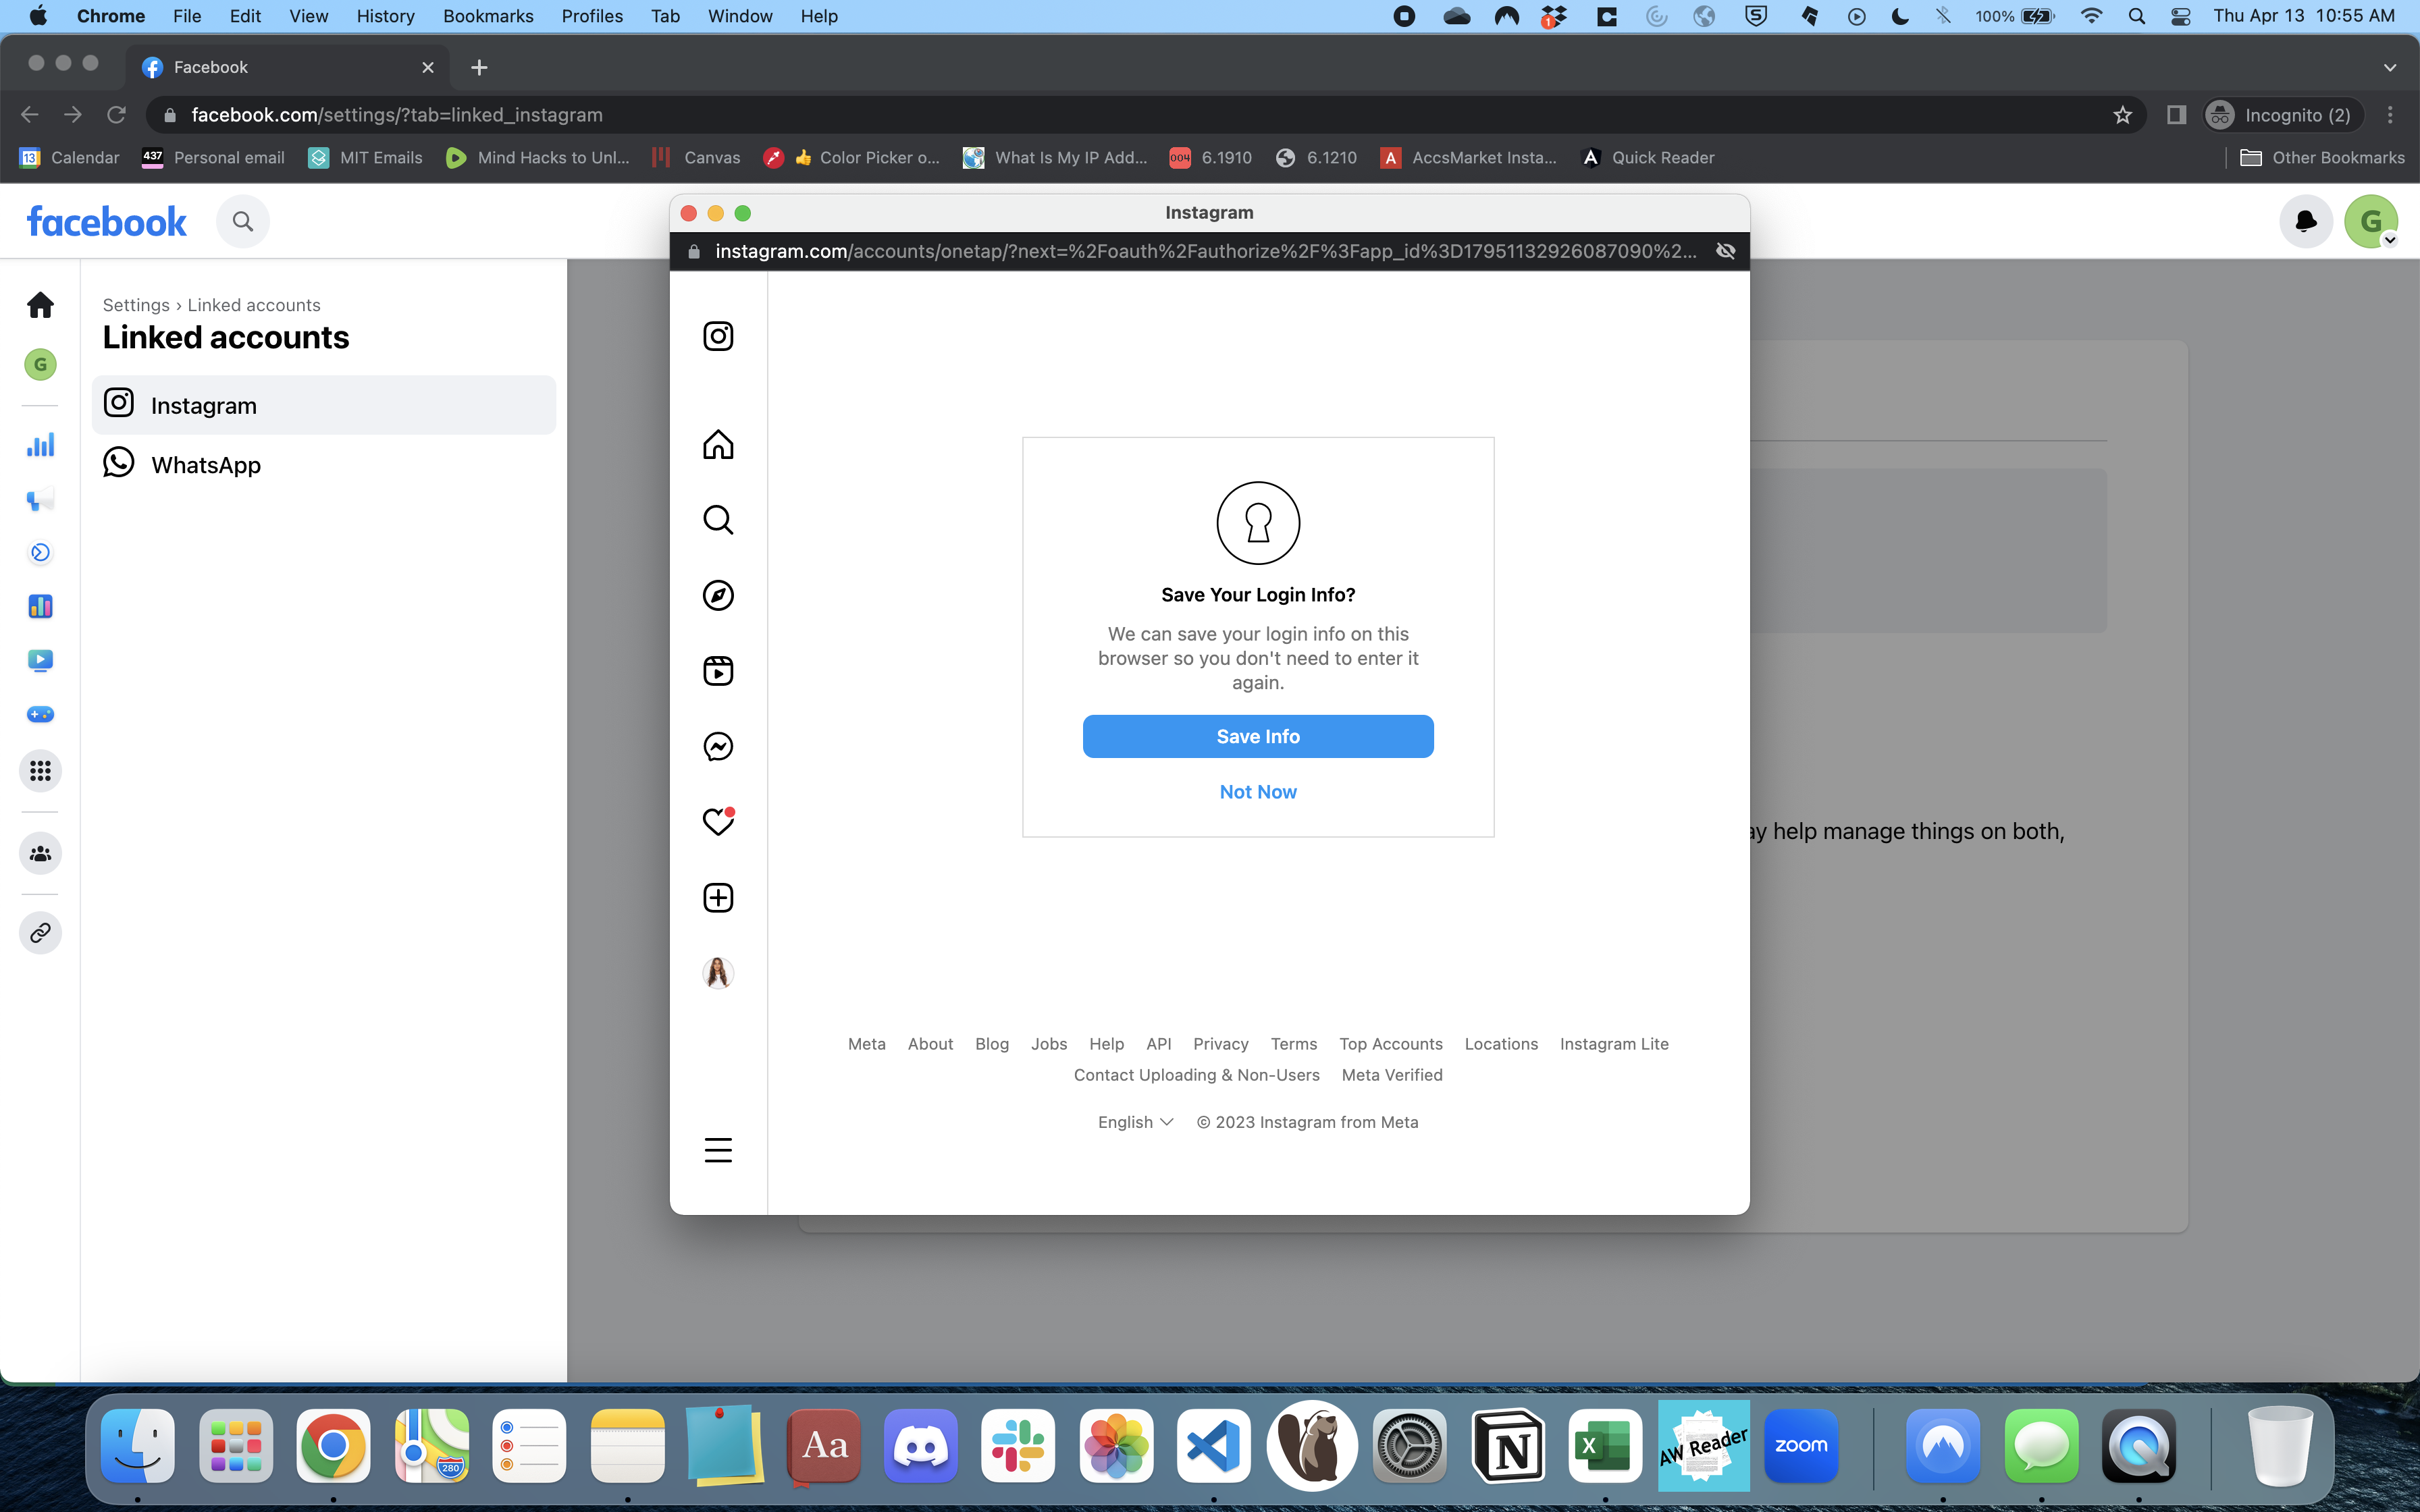 Chrome File Edit View History Bookmarks Profiles Tab Window Help 1 100% Thu Apr 13 10:55 AM
Facebook
facebook.com/settings/?tab=linked_instagram Incognito (2)
13 Calendar 437 Personal email MIT Emails Mind Hacks to Unl... Canvas 👍 Color Picker o... What Is My IP Add... 004 6.1910 6.1210 A AccsMarket Insta... A Quick Reader Other Bookmarks
facebook G
Instagram
instagram.com/accounts/onetap/?next=%2Foauth%2Fauthorize%2F%3Fapp_id%3D17951132926087090%2...
Settings › Linked accounts
Linked accounts
G
Instagram
WhatsApp
Save Your Login Info?
We can save your login info on this
browser so you don't need to enter it
again.
Save Info
Not Now
ay help manage things on both,
Meta About Blog Jobs Help API Privacy Terms Top Accounts Locations Instagram Lite
Contact Uploading & Non-Users Meta Verified
English © 2023 Instagram from Meta
280 Aa N X AW Reader zoom